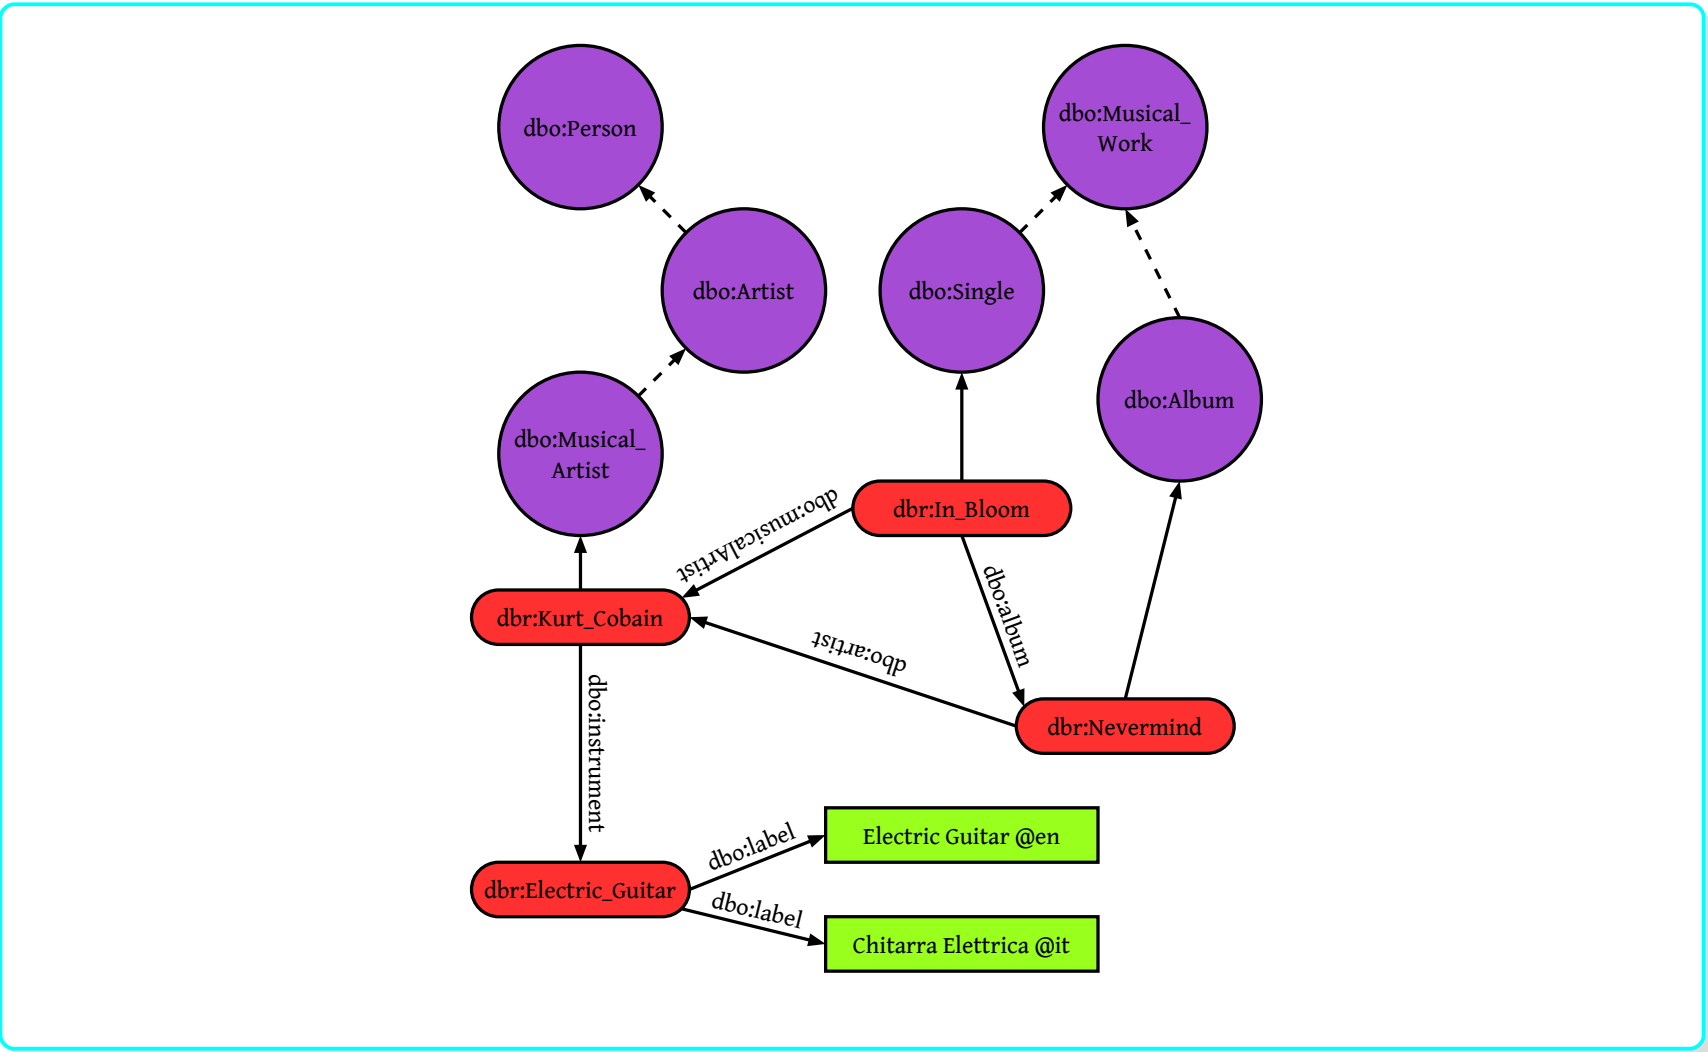 dbo:Person
dbo:Musical_
Work
dbo:Artist
dbo:Single
dbo:Album
dbo:Musical_
Artist
dbr:In_Bloom
dbo:musicalArtist
dbo:album
dbr:Kurt_Cobain
dbo:artist
dbo:instrument
dbr:Nevermind
dbo:label
Electric Guitar @en
dbr:Electric_Guitar
dbo:label
Chitarra Elettrica @it